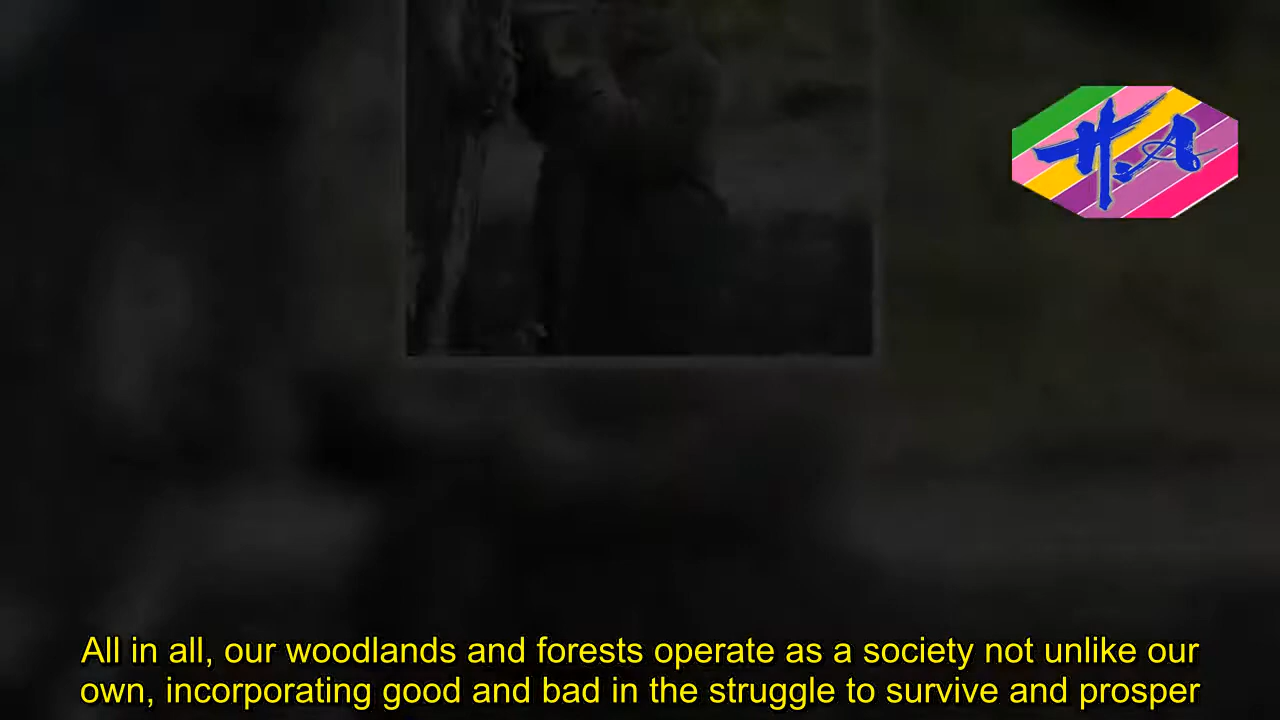 H.A
All in all, our woodlands and forests operate as a society not unlike our
own, incorporating good and bad in the struggle to survive and prosper